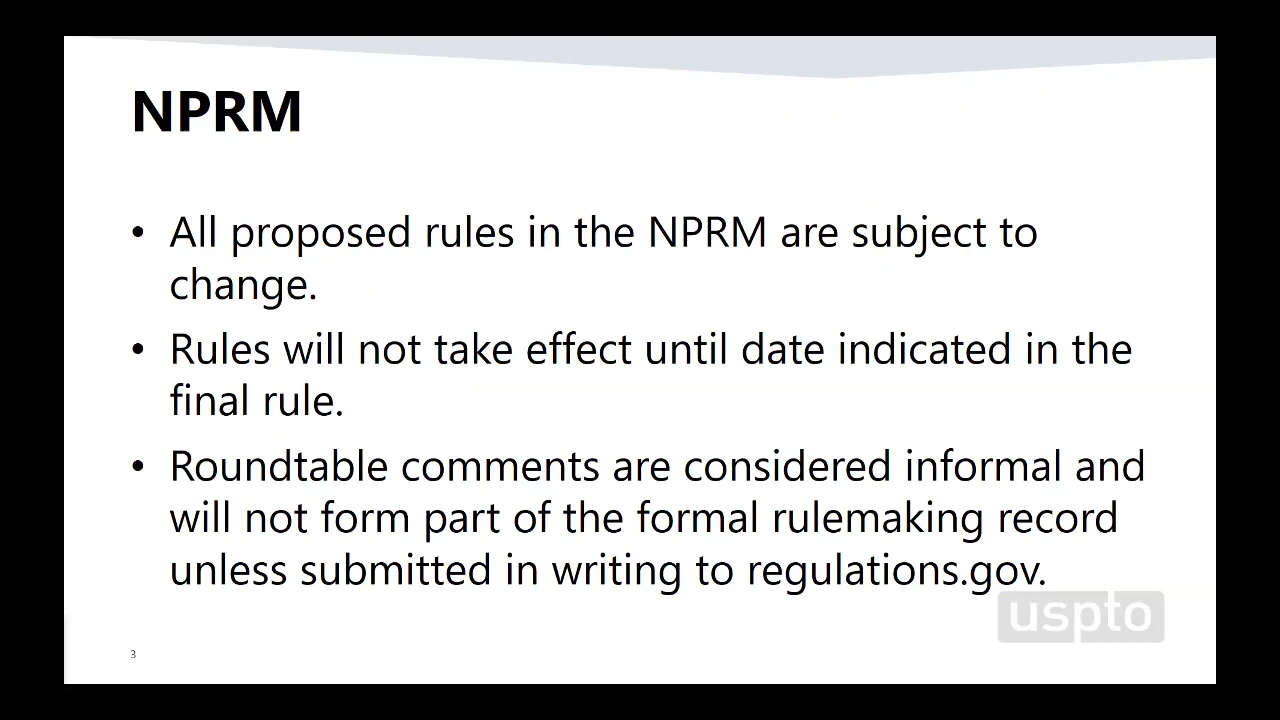 NPRM
• All proposed rules in the NPRM are subject to
change.
• Rules will not take effect until date indicated in the
final rule.
• Roundtable comments are considered informal and
will not form part of the formal rulemaking record
unless submitted in writing to regulations.gov.
uspto
3